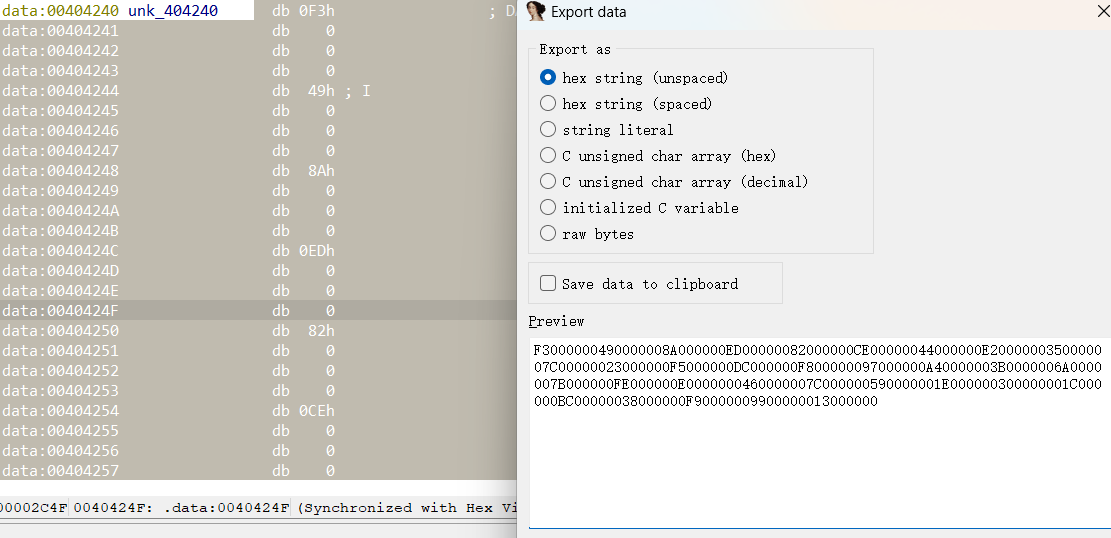 data:00404240 unk_404240 db 0F3h ; D
data:00404241 db 0
data:00404242 db 0
data:00404243 db 0
data:00404244 db 49h ; I
data:00404245 db 0
data:00404246 db 0
data:00404247 db 0
data:00404248 db 8Ah
data:00404249 db 0
data:0040424A db 0
data:0040424B db 0
data:0040424C db 0EDh
data:0040424D db 0
data:0040424E db 0
data:0040424F db 0
data:00404250 db 82h
data:00404251 db 0
data:00404252 db 0
data:00404253 db 0
data:00404254 db 0CEh
data:00404255 db 0
data:00404256 db 0
data:00404257 db 0
00002C4F 0040424F: .data:0040424F (Synchronized with Hex Vi
Export data
Export as
hex string (unspaced)
hex string (spaced)
string literal
C unsigned char array (hex)
C unsigned char array (decimal)
initialized C variable
raw bytes
Save data to clipboard
Preview
F3000000490000008A000000ED00000082000000CE00000044000000E20000003500000
07C00000023000000F5000000DC000000F800000097000000A40000003B0000006A0000
007B000000FE000000E0000000460000007C000000590000001E000000300000001C000
000BC00000038000000F90000009900000013000000